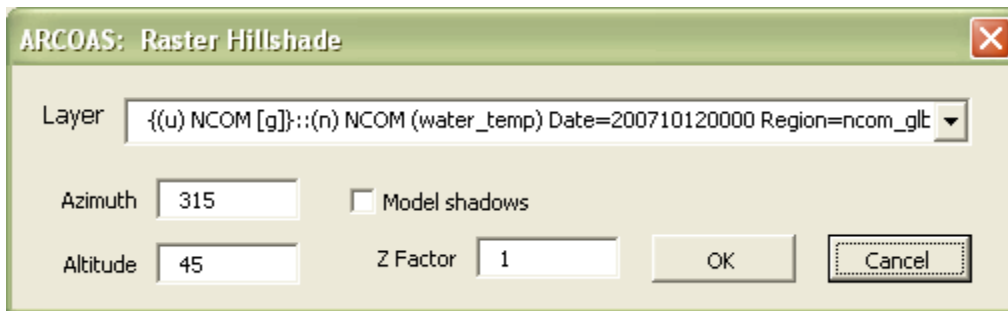 ARCOAS:  Raster Hillshade
Layer {(u) NCOM [g]}::(n) NCOM (water_temp) Date=200710120000 Region=ncom_glb
Azimuth 315 Model shadows
Altitude 45 Z Factor 1 OK Cancel